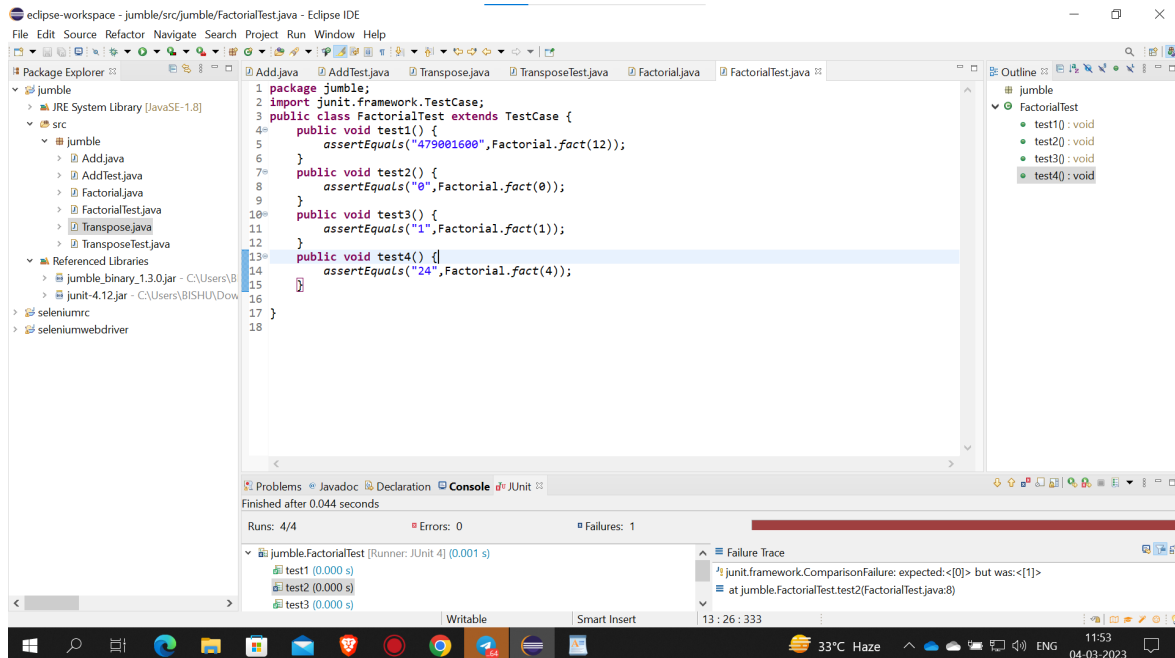 eclipse-workspace - jumble/src/jumble/FactorialTest.java - Eclipse IDE
File Edit Source Refactor Navigate Search Project Run Window Help
Package Explorer
jumble
JRE System Library [JavaSE-1.8]
src
jumble
Add.java
AddTest.java
Factorial.java
FactorialTest.java
Transpose.java
TransposeTest.java
Referenced Libraries
jumble_binary_1.3.0.jar - C:\Users\B
junit-4.12.jar - C:\Users\BISHU\Dow
seleniumrc
seleniumwebdriver
Add.java AddTest.java Transpose.java TransposeTest.java Factorial.java FactorialTest.java
1 package jumble;
2 import junit.framework.TestCase;
3 public class FactorialTest extends TestCase {
4 public void test1() {
5 assertEquals("479001600",Factorial.fact(12));
6 }
7 public void test2() {
8 assertEquals("0",Factorial.fact(0));
9 }
10 public void test3() {
11 assertEquals("1",Factorial.fact(1));
12 }
13 public void test4() {
14 assertEquals("24",Factorial.fact(4));
15 }
16
17 }
18
Outline
jumble
FactorialTest
test1() : void
test2() : void
test3() : void
test4() : void
Problems Javadoc Declaration Console JUnit
Finished after 0.044 seconds
Runs: 4/4 Errors: 0 Failures: 1
jumble.FactorialTest [Runner: JUnit 4] (0.001 s)
test1 (0.000 s)
test2 (0.000 s)
test3 (0.000 s)
Failure Trace
junit.framework.ComparisonFailure: expected:<[0]> but was:<[1]>
at jumble.FactorialTest.test2(FactorialTest.java:8)
Writable Smart Insert 13 : 26 : 333
33°C Haze ENG 11:53
04-03-2023